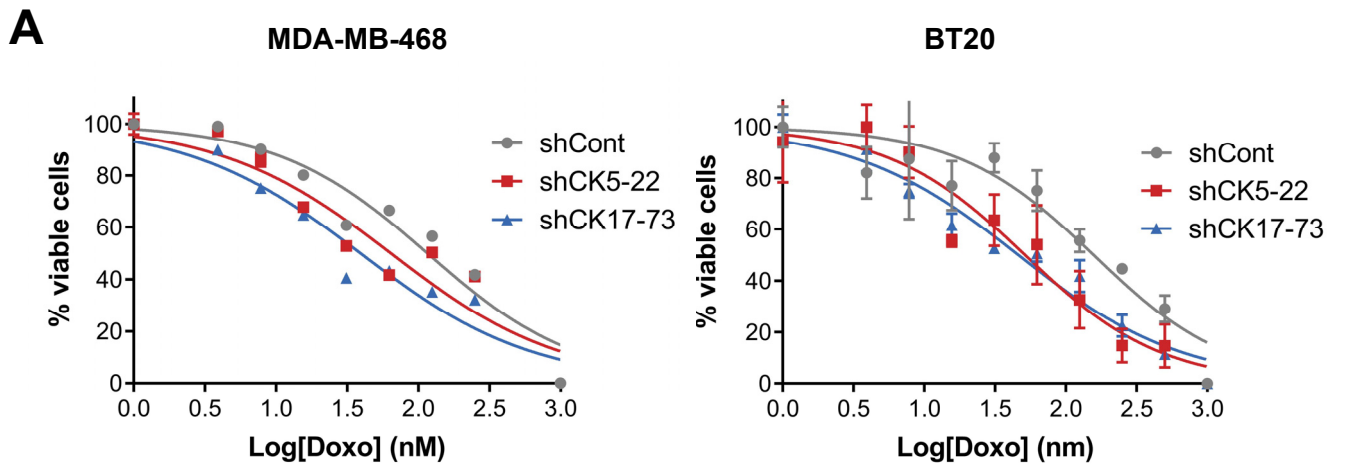 A
MDA-MB-468
BT20
% viable cells
100
80
60
40
20
0
0.0 0.5 1.0 1.5 2.0 2.5 3.0
Log[Doxo] (nM)
shCont
shCK5-22
shCK17-73
% viable cells
100
80
60
40
20
0
0.0 0.5 1.0 1.5 2.0 2.5 3.0
Log[Doxo] (nm)
shCont
shCK5-22
shCK17-73